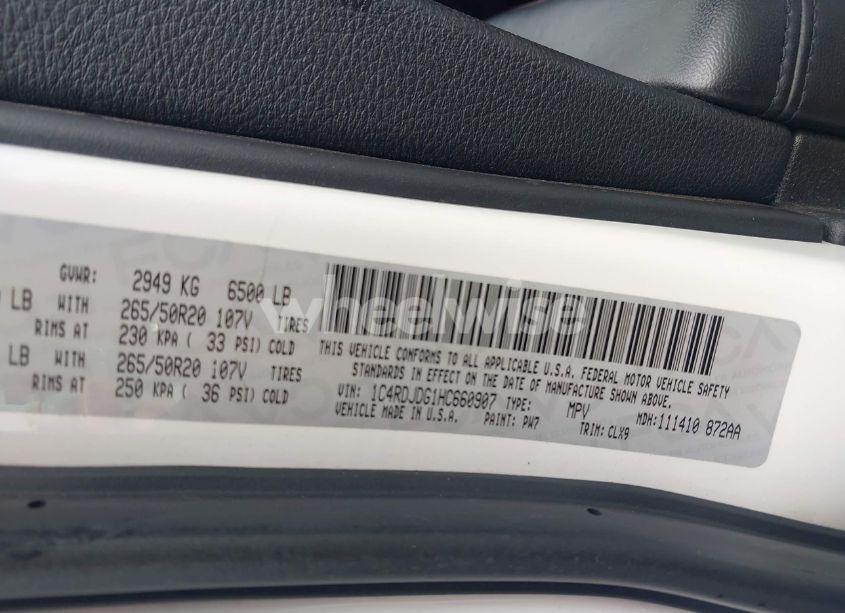 GVWR: 2949 KG 6500 LB
LB WITH 265/50R20 107V TIRES
RIMS AT 230 KPA ( 33 PSI) COLD
LB WITH 265/50R20 107V TIRES
RIMS AT 250 KPA ( 36 PSI) COLD
THIS VEHICLE CONFORMS TO ALL APPLICABLE U.S.A. FEDERAL MOTOR VEHICLE SAFETY
STANDARDS IN EFFECT ON THE DATE OF MANUFACTURE SHOWN ABOVE.
VIN: 1C4RDJDG1HC660907 TYPE: MPV MDH:111410 872AA
VEHICLE MADE IN U.S.A. PAINT: PW7 TRIM: CLX9
wheelwise